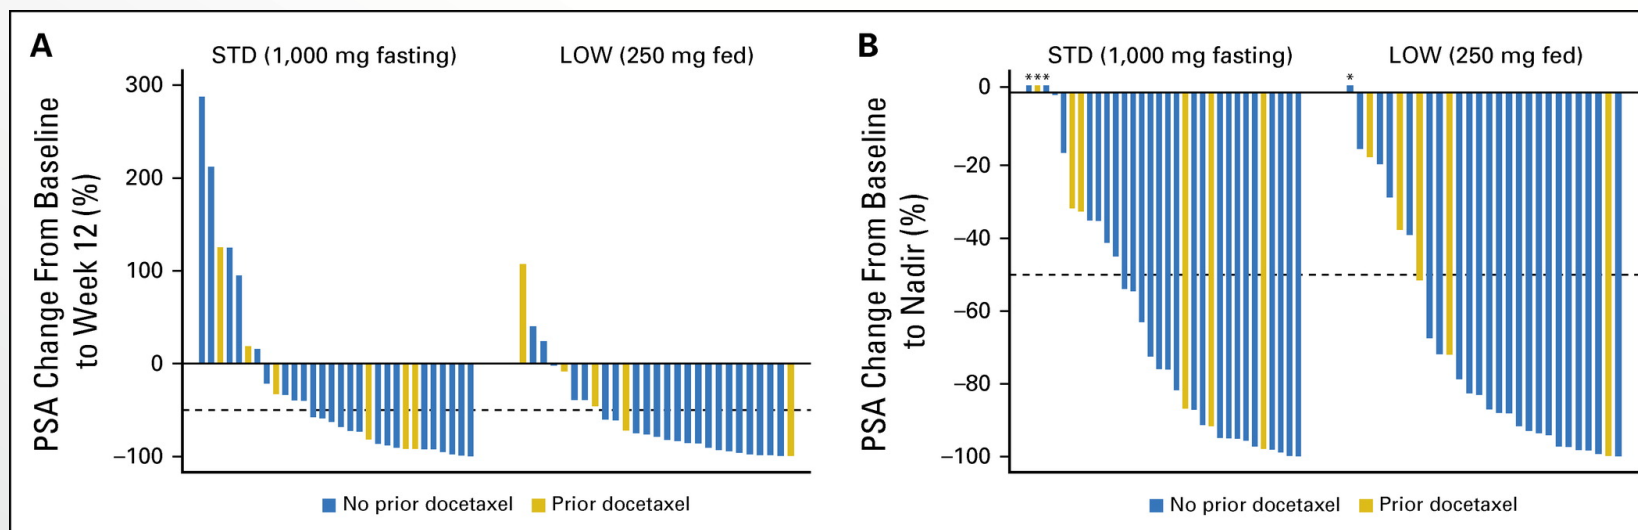 A
STD (1,000 mg fasting)
LOW (250 mg fed)
PSA Change From Baseline
to Week 12 (%)
300
200
100
0
–100
No prior docetaxel
Prior docetaxel
B
STD (1,000 mg fasting)
LOW (250 mg fed)
PSA Change From Baseline
to Nadir (%)
0
–20
–40
–60
–80
–100
***
*
No prior docetaxel
Prior docetaxel